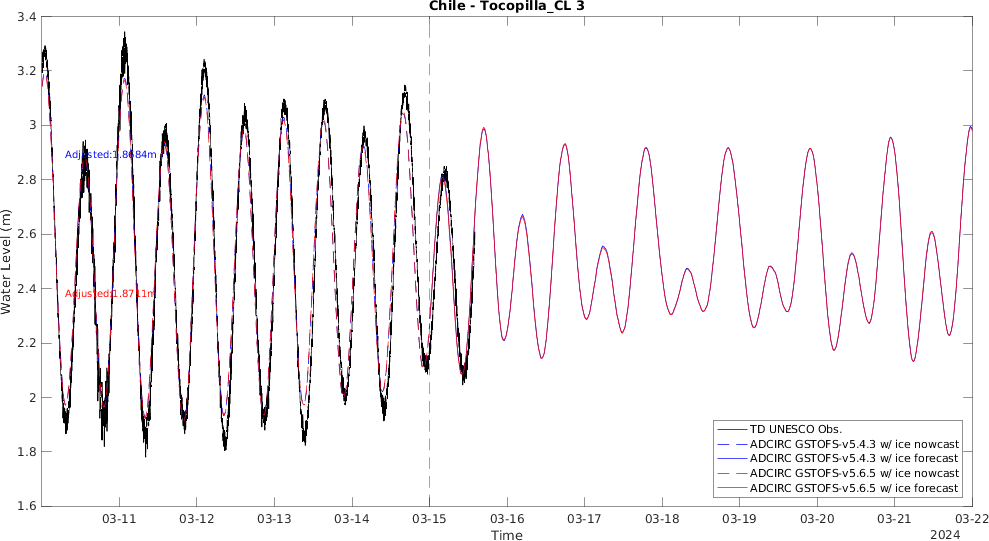 Chile - Tocopilla_CL 3
3.4
3.2
3
2.8
2.6
2.4
2.2
2
1.8
1.6
Water Level (m)
Adjusted:1.8684m
Adjusted:1.8711m
TD UNESCO Obs.
ADCIRC GSTOFS-v5.4.3 w/ ice nowcast
ADCIRC GSTOFS-v5.4.3 w/ ice forecast
ADCIRC GSTOFS-v5.6.5 w/ ice nowcast
ADCIRC GSTOFS-v5.6.5 w/ ice forecast
03-11 03-12 03-13 03-14 03-15 03-16 03-17 03-18 03-19 03-20 03-21 03-22
Time
2024